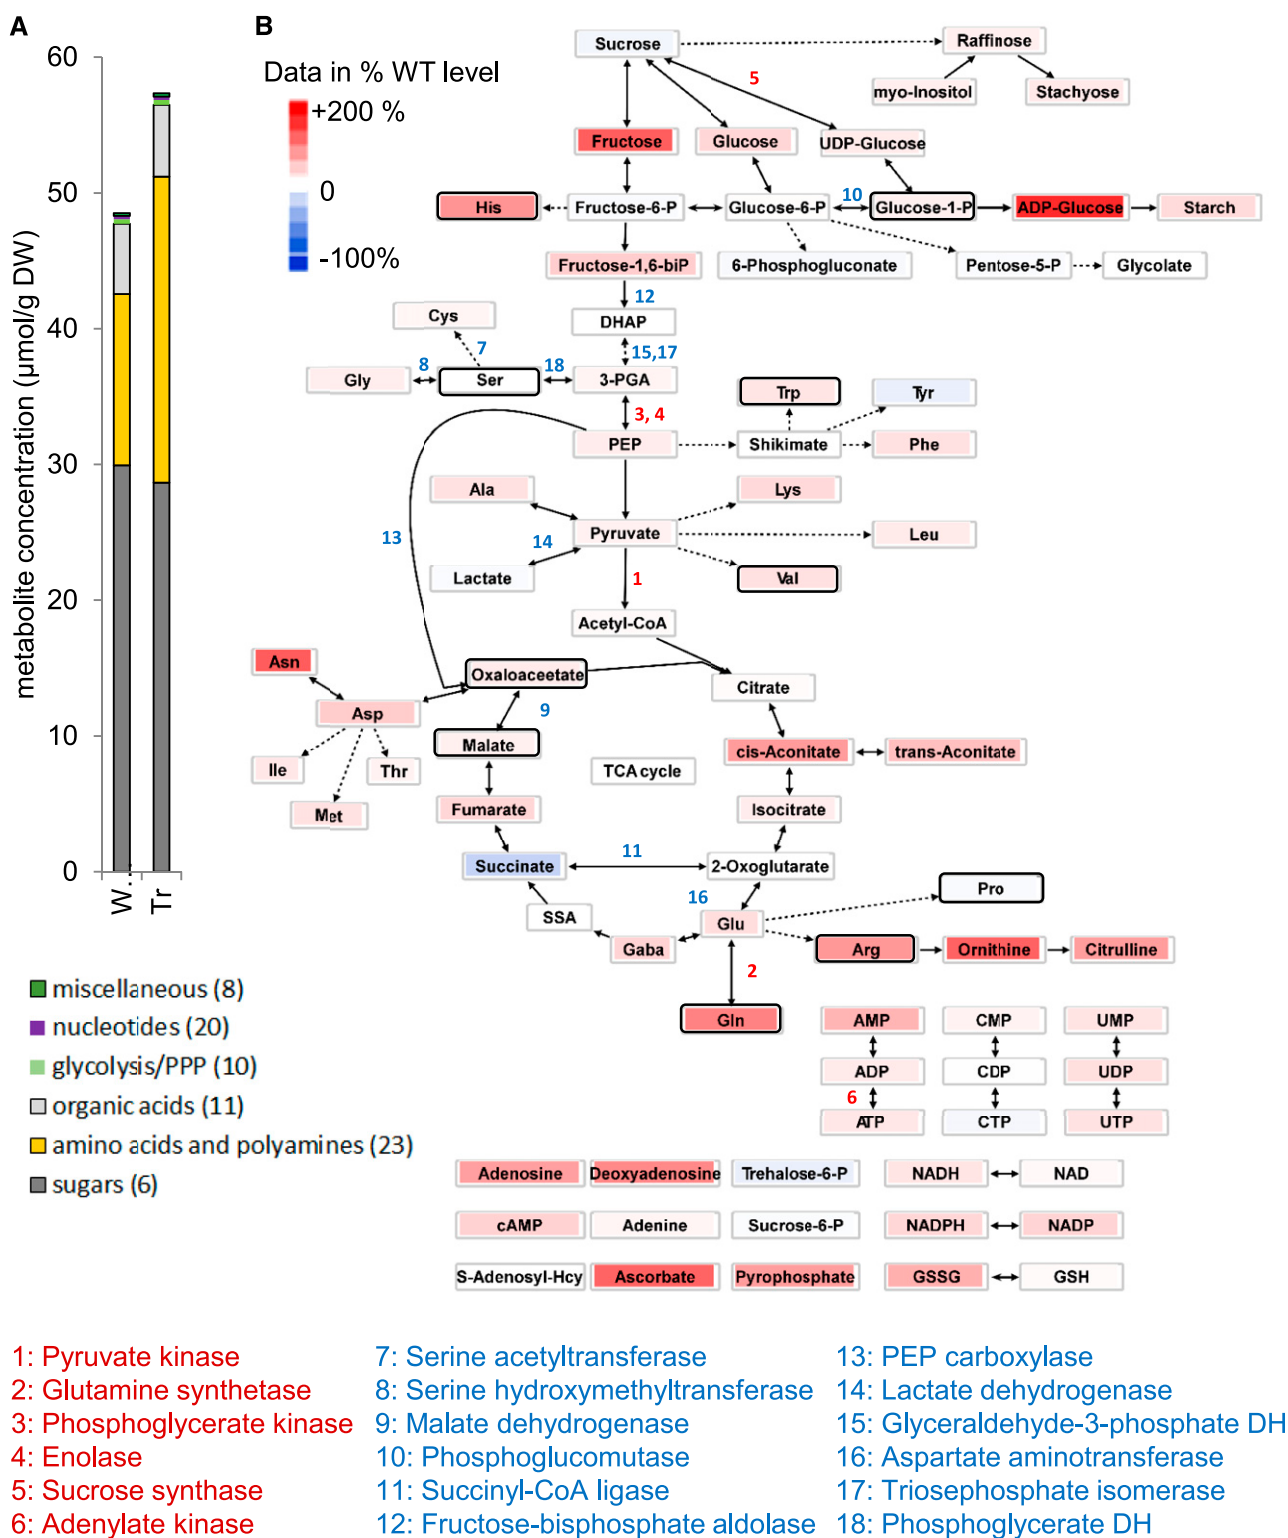 A
B
60
50
40
30
20
10
0
metabolite concentration (µmol/g DW)
W.
Tr
miscellaneous (8)
nucleotides (20)
glycolysis/PPP (10)
organic acids (11)
amino acids and polyamines (23)
sugars (6)
Data in % WT level
+200 %
0
-100%
Sucrose
Raffinose
5
myo-Inositol
Stachyose
Fructose
Glucose
UDP-Glucose
10
His
Fructose-6-P
Glucose-6-P
Glucose-1-P
ADP-Glucose
Starch
Fructose-1,6-biP
6-Phosphogluconate
Pentose-5-P
Glycolate
12
Cys
DHAP
7
15,17
8
18
Gly
Ser
3-PGA
Trp
Tyr
3, 4
PEP
Shikimate
Phe
Ala
Lys
13
Pyruvate
Leu
14
Lactate
1
Val
Acetyl-CoA
Asn
Oxaloaceetate
Citrate
Asp
9
Malate
cis-Aconitate
trans-Aconitate
Ile
Thr
TCA cycle
Met
Fumarate
Isocitrate
11
Succinate
2-Oxoglutarate
16
Pro
SSA
Glu
Gaba
Arg
Ornithine
Citrulline
2
Gln
AMP
CMP
UMP
ADP
CDP
UDP
6
ATP
CTP
UTP
Adenosine
Deoxyadenosine
Trehalose-6-P
NADH
NAD
cAMP
Adenine
Sucrose-6-P
NADPH
NADP
S-Adenosyl-Hcy
Ascorbate
Pyrophosphate
GSSG
GSH
1: Pyruvate kinase
2: Glutamine synthetase
3: Phosphoglycerate kinase
4: Enolase
5: Sucrose synthase
6: Adenylate kinase
7: Serine acetyltransferase
8: Serine hydroxymethyltransferase
9: Malate dehydrogenase
10: Phosphoglucomutase
11: Succinyl-CoA ligase
12: Fructose-bisphosphate aldolase
13: PEP carboxylase
14: Lactate dehydrogenase
15: Glyceraldehyde-3-phosphate DH
16: Aspartate aminotransferase
17: Triosephosphate isomerase
18: Phosphoglycerate DH